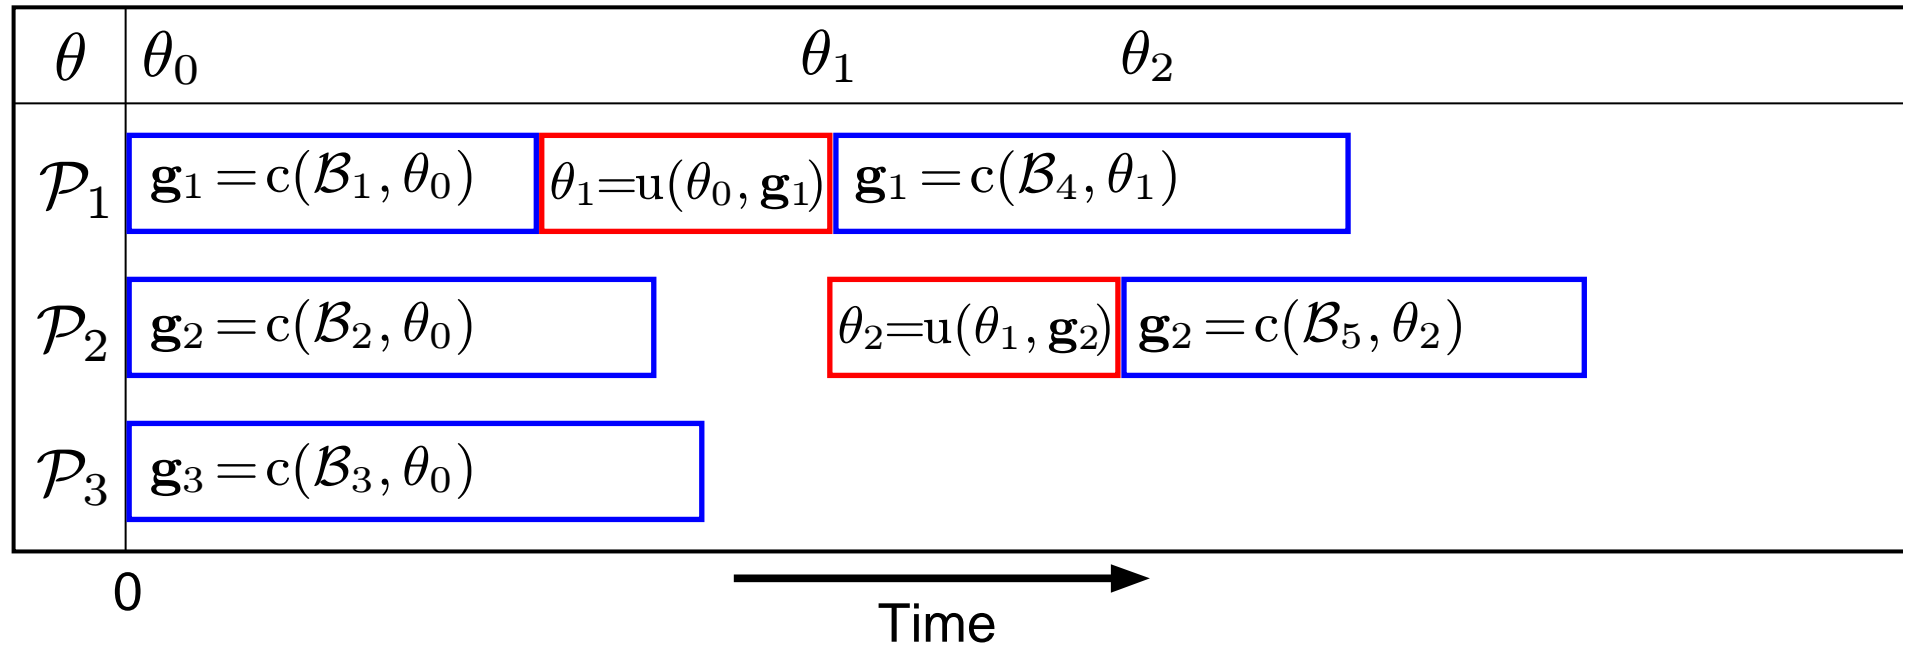 θ θ₀ θ₁ θ₂
𝒫₁ g₁ = c(ℬ₁, θ₀) θ₁=u(θ₀, g₁) g₁ = c(ℬ₄, θ₁)
𝒫₂ g₂ = c(ℬ₂, θ₀) θ₂=u(θ₁, g₂) g₂ = c(ℬ₅, θ₂)
𝒫₃ g₃ = c(ℬ₃, θ₀)
0
Time